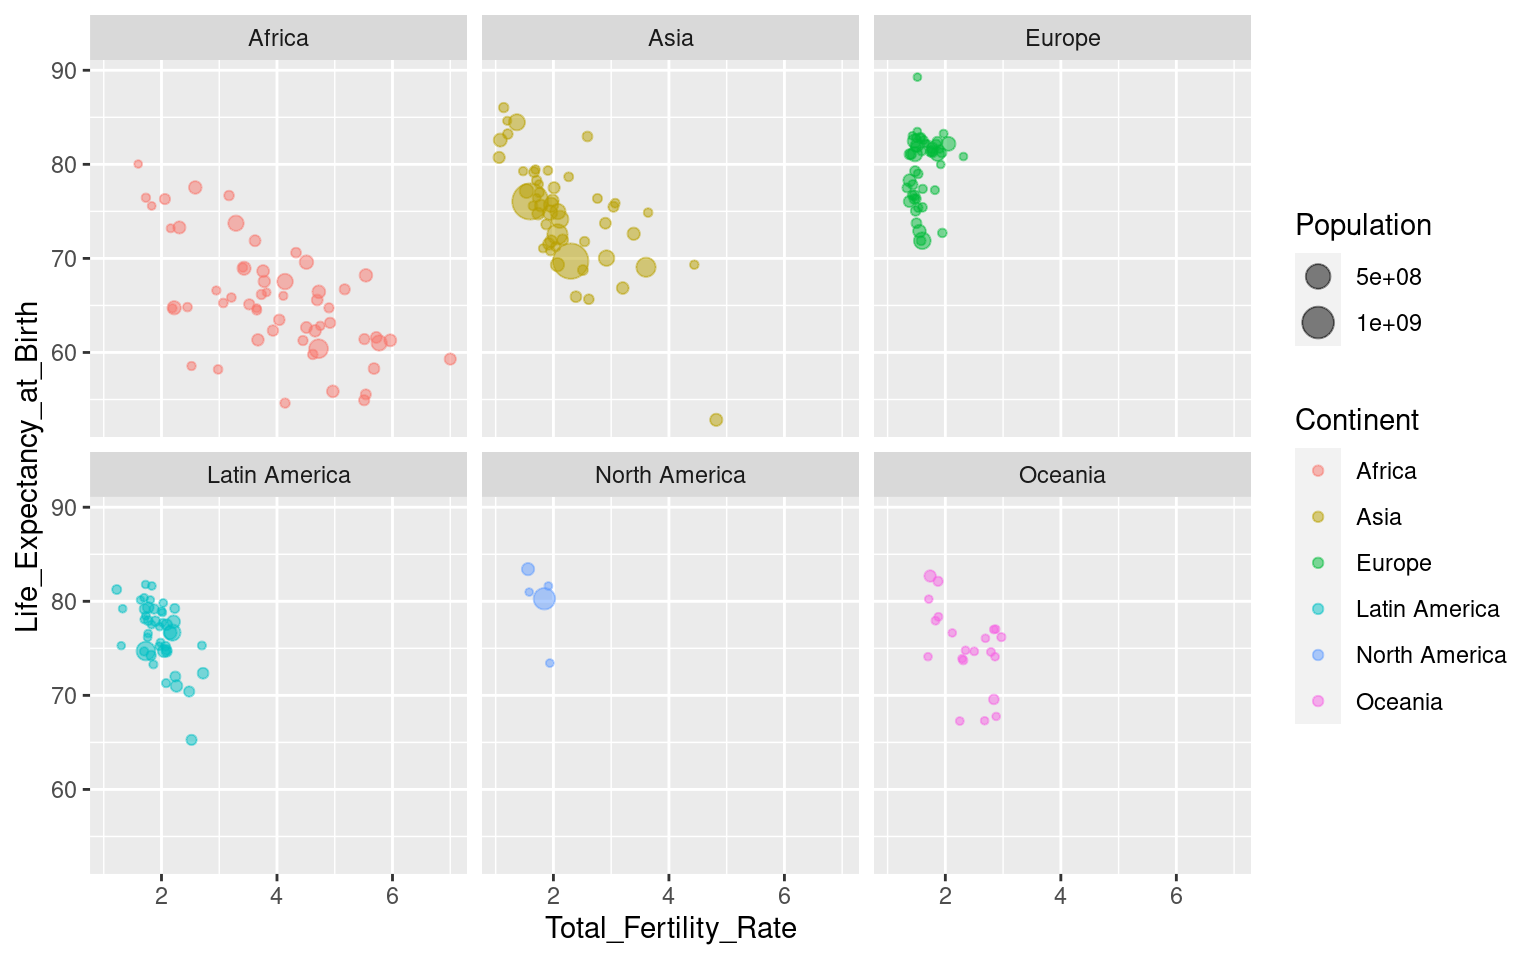 Africa
Asia
Europe
90
80
70
60
Latin America
North America
Oceania
90
80
70
60
2
4
6
2
4
6
2
4
6
Total_Fertility_Rate
Life_Expectancy_at_Birth
Population
5e+08
1e+09
Continent
Africa
Asia
Europe
Latin America
North America
Oceania